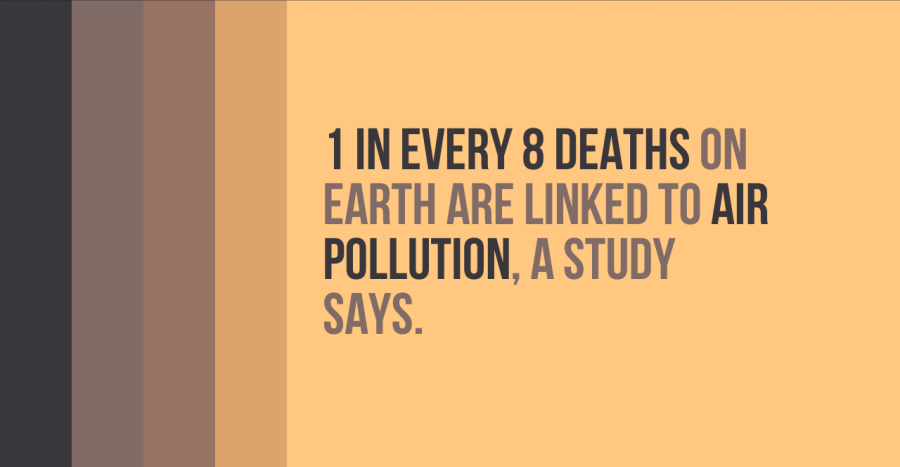 1 IN EVERY 8 DEATHS ON
EARTH ARE LINKED TO AIR
POLLUTION, A STUDY
SAYS.